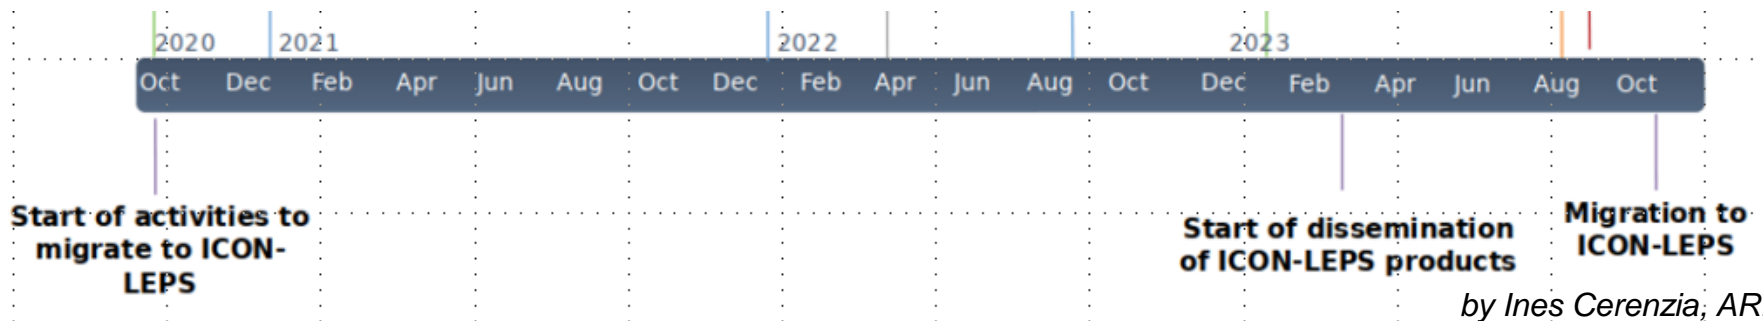 2020 2021 2022 2023
Oct Dec Feb Apr Jun Aug Oct Dec Feb Apr Jun Aug Oct Dec Feb Apr Jun Aug Oct
Start of activities to
migrate to ICON-
LEPS
Start of dissemination
of ICON-LEPS products
Migration to
ICON-LEPS
by Ines Cerenzia, AR